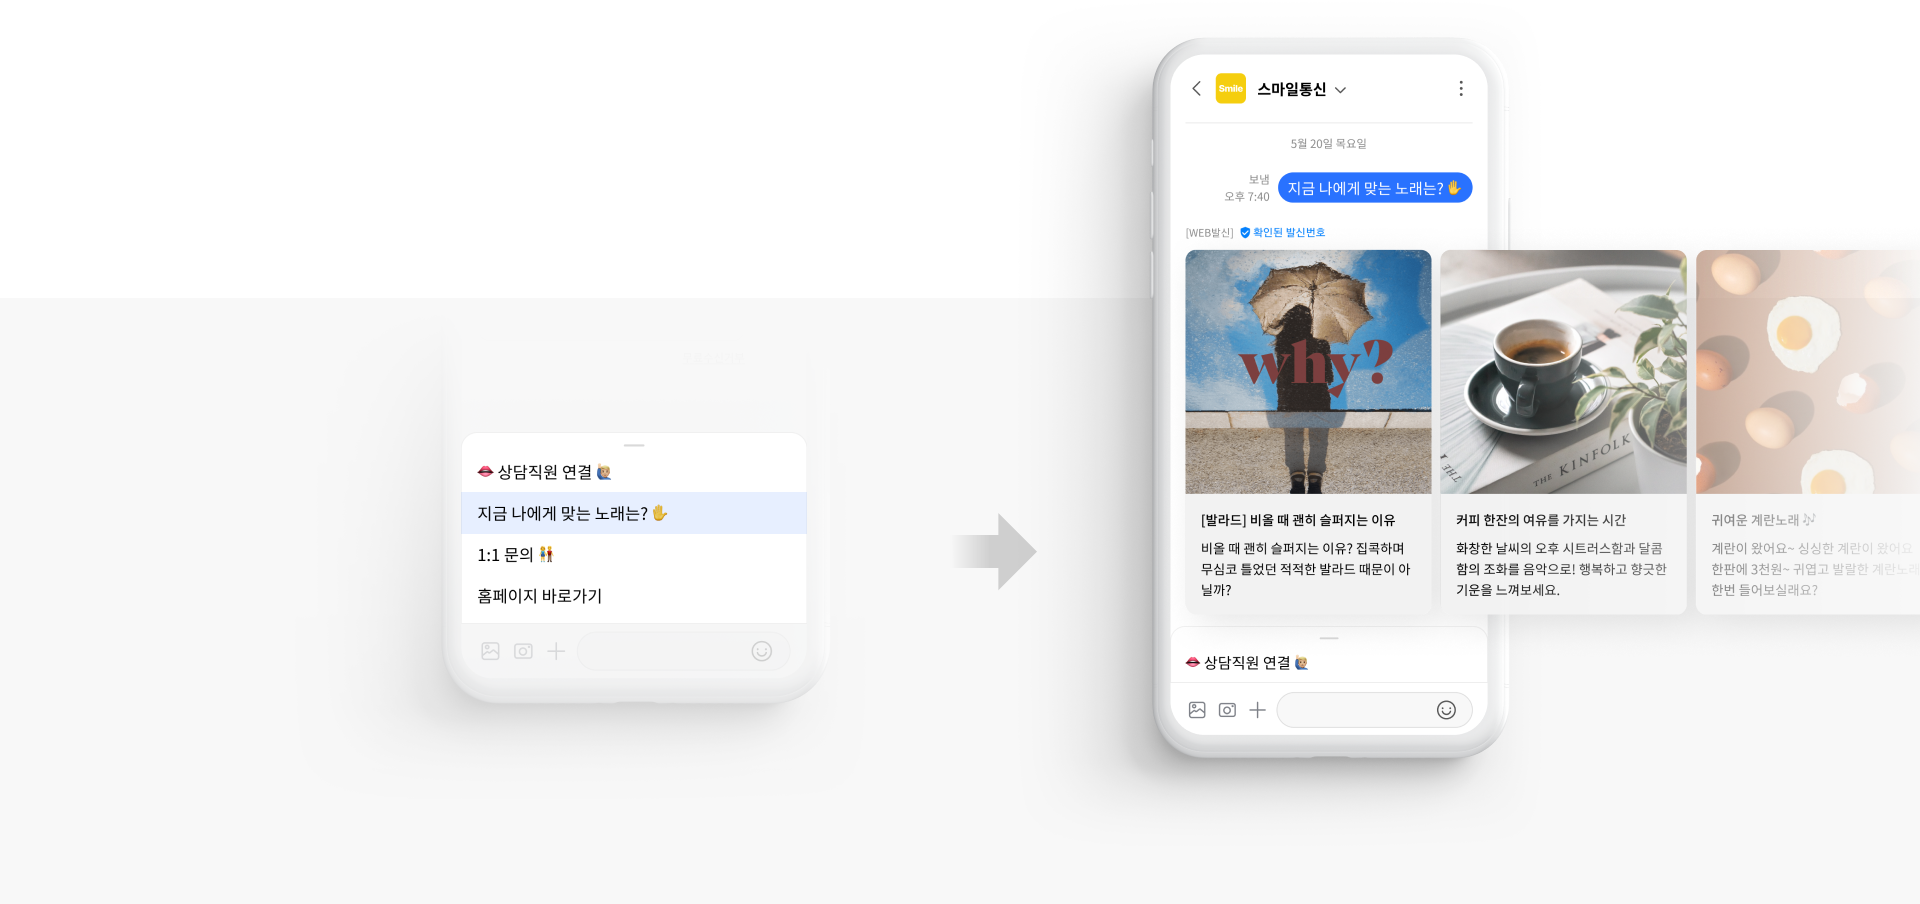 👄 상담직원 연결 🙋
지금 나에게 맞는 노래는? ✋
1:1 문의 👫
홈페이지 바로가기
Smile 스마일통신
5월 20일 목요일
보냄
오후 7:40
지금 나에게 맞는 노래는? ✋
[WEB발신] 확인된 발신번호
why?
[발라드] 비올 때 괜히 슬퍼지는 이유
비올 때 괜히 슬퍼지는 이유? 집콕하며
무심코 틀었던 적적한 발라드 때문이 아
닐까?
THE
THE KINFOLK
커피 한잔의 여유를 가지는 시간
화창한 날씨의 오후 시트러스함과 달콤
함의 조화를 음악으로! 행복하고 향긋한
기운을 느껴보세요.
귀여운 계란노래 🎶
계란이 왔어요~ 싱싱한 계란이 왔어요
한판에 3천원~ 귀엽고 발랄한 계란노래
한번 들어보실래요?
👄 상담직원 연결 🙋